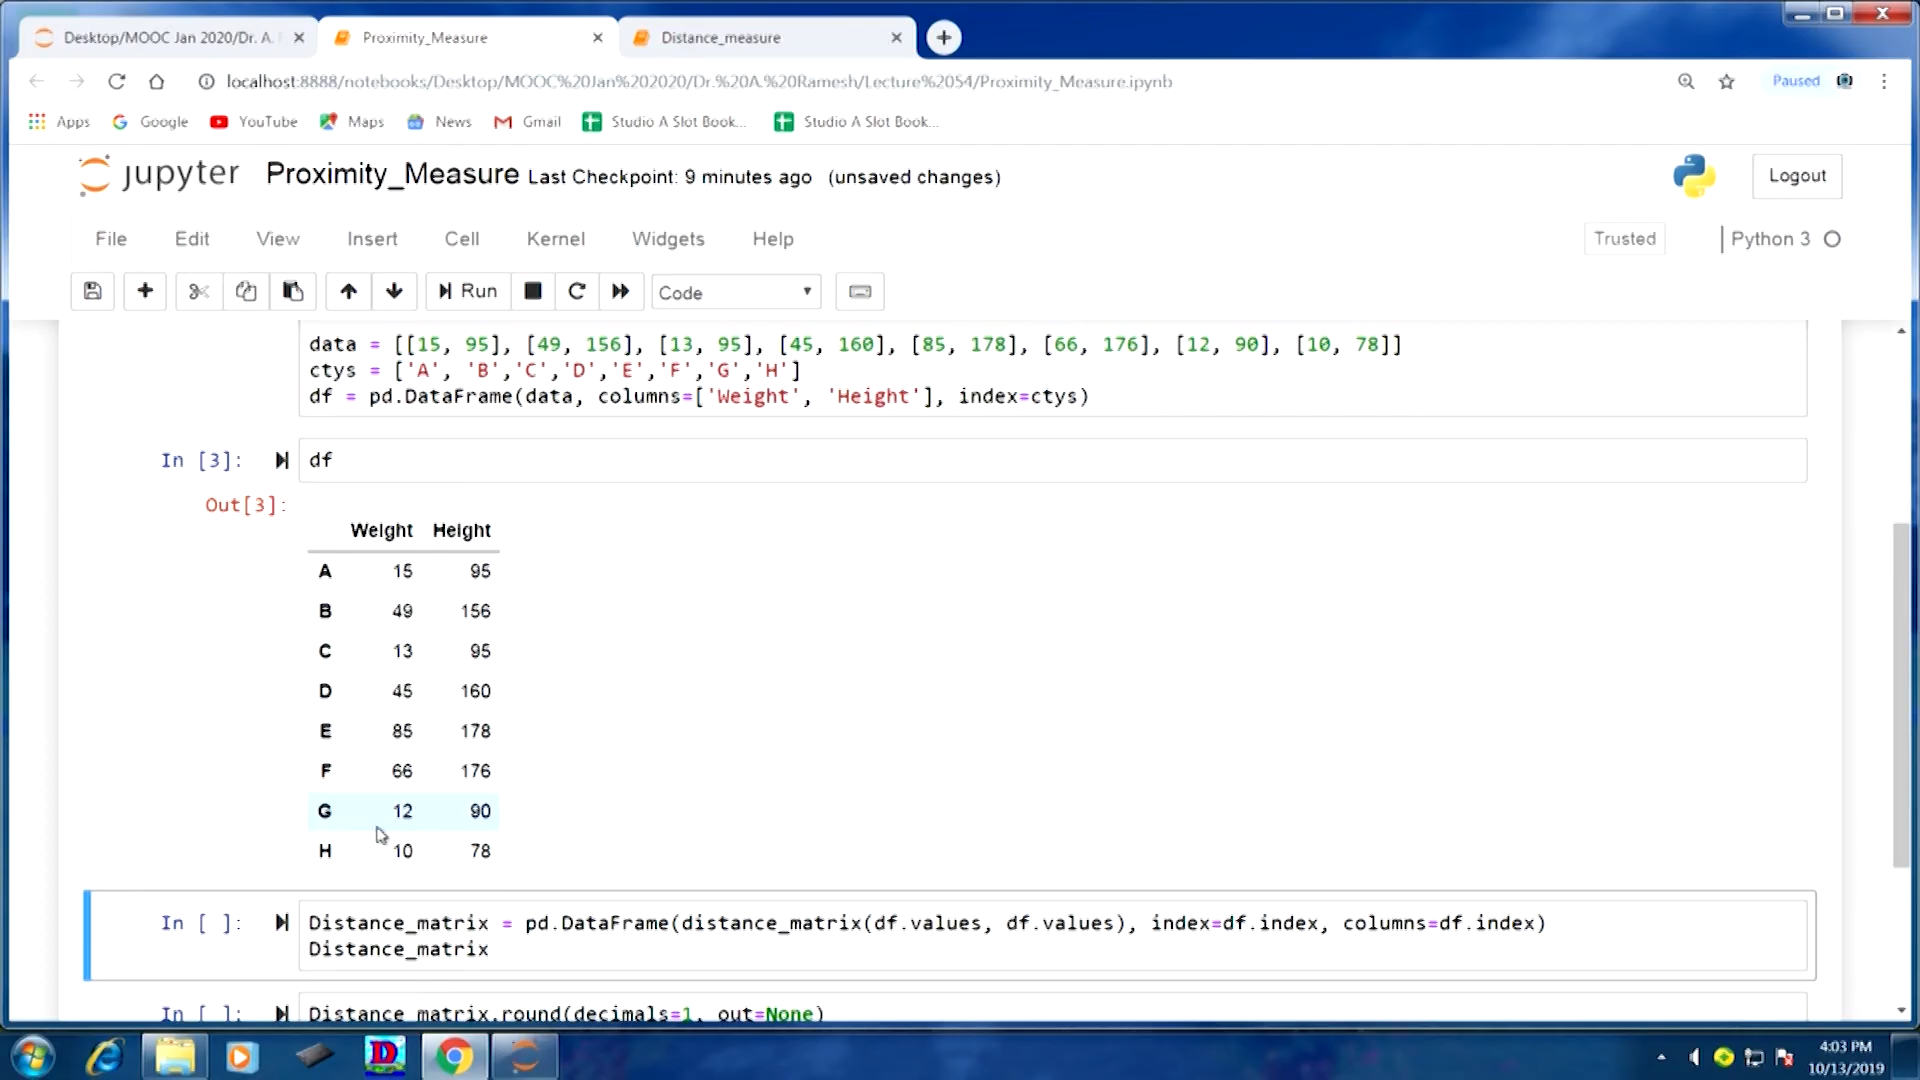 Desktop/MOOC Jan 2020/Dr. A.
Proximity_Measure
Distance_measure
localhost:8888/notebooks/Desktop/MOOC%20Jan%202020/Dr.%20A.%20Ramesh/Lecture%2054/Proximity_Measure.ipynb
Paused
Apps Google YouTube Maps News Gmail Studio A Slot Book... Studio A Slot Book...
jupyter Proximity_Measure Last Checkpoint: 9 minutes ago (unsaved changes)
Logout
File Edit View Insert Cell Kernel Widgets Help
Trusted
Python 3
Run
Code
data = [[15, 95], [49, 156], [13, 95], [45, 160], [85, 178], [66, 176], [12, 90], [10, 78]]
ctys = ['A', 'B','C','D','E','F','G','H']
df = pd.DataFrame(data, columns=['Weight', 'Height'], index=ctys)
In [3]: df
Out[3]:
Weight Height
A 15 95
B 49 156
C 13 95
D 45 160
E 85 178
F 66 176
G 12 90
H 10 78
In [ ]: Distance_matrix = pd.DataFrame(distance_matrix(df.values, df.values), index=df.index, columns=df.index)
Distance_matrix
In [ ]: Distance_matrix.round(decimals=1, out=None)
4:03 PM
10/13/2019